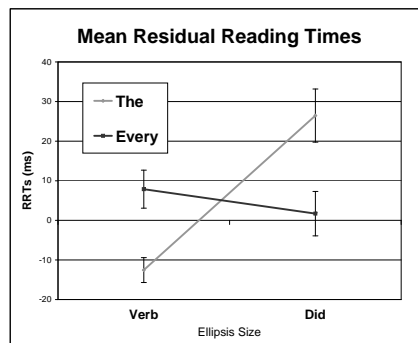 Mean Residual Reading Times
40
30
20
10
0
-10
-20
RRTs (ms)
The
Every
Verb
Did
Ellipsis Size